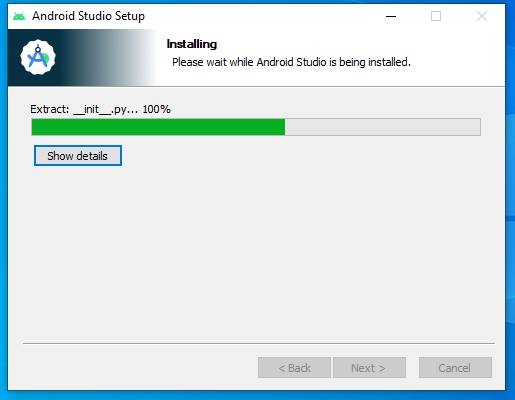 Android Studio Setup
Installing
Please wait while Android Studio is being installed.
Extract: __init__.py... 100%
Show details
< Back
Next >
Cancel